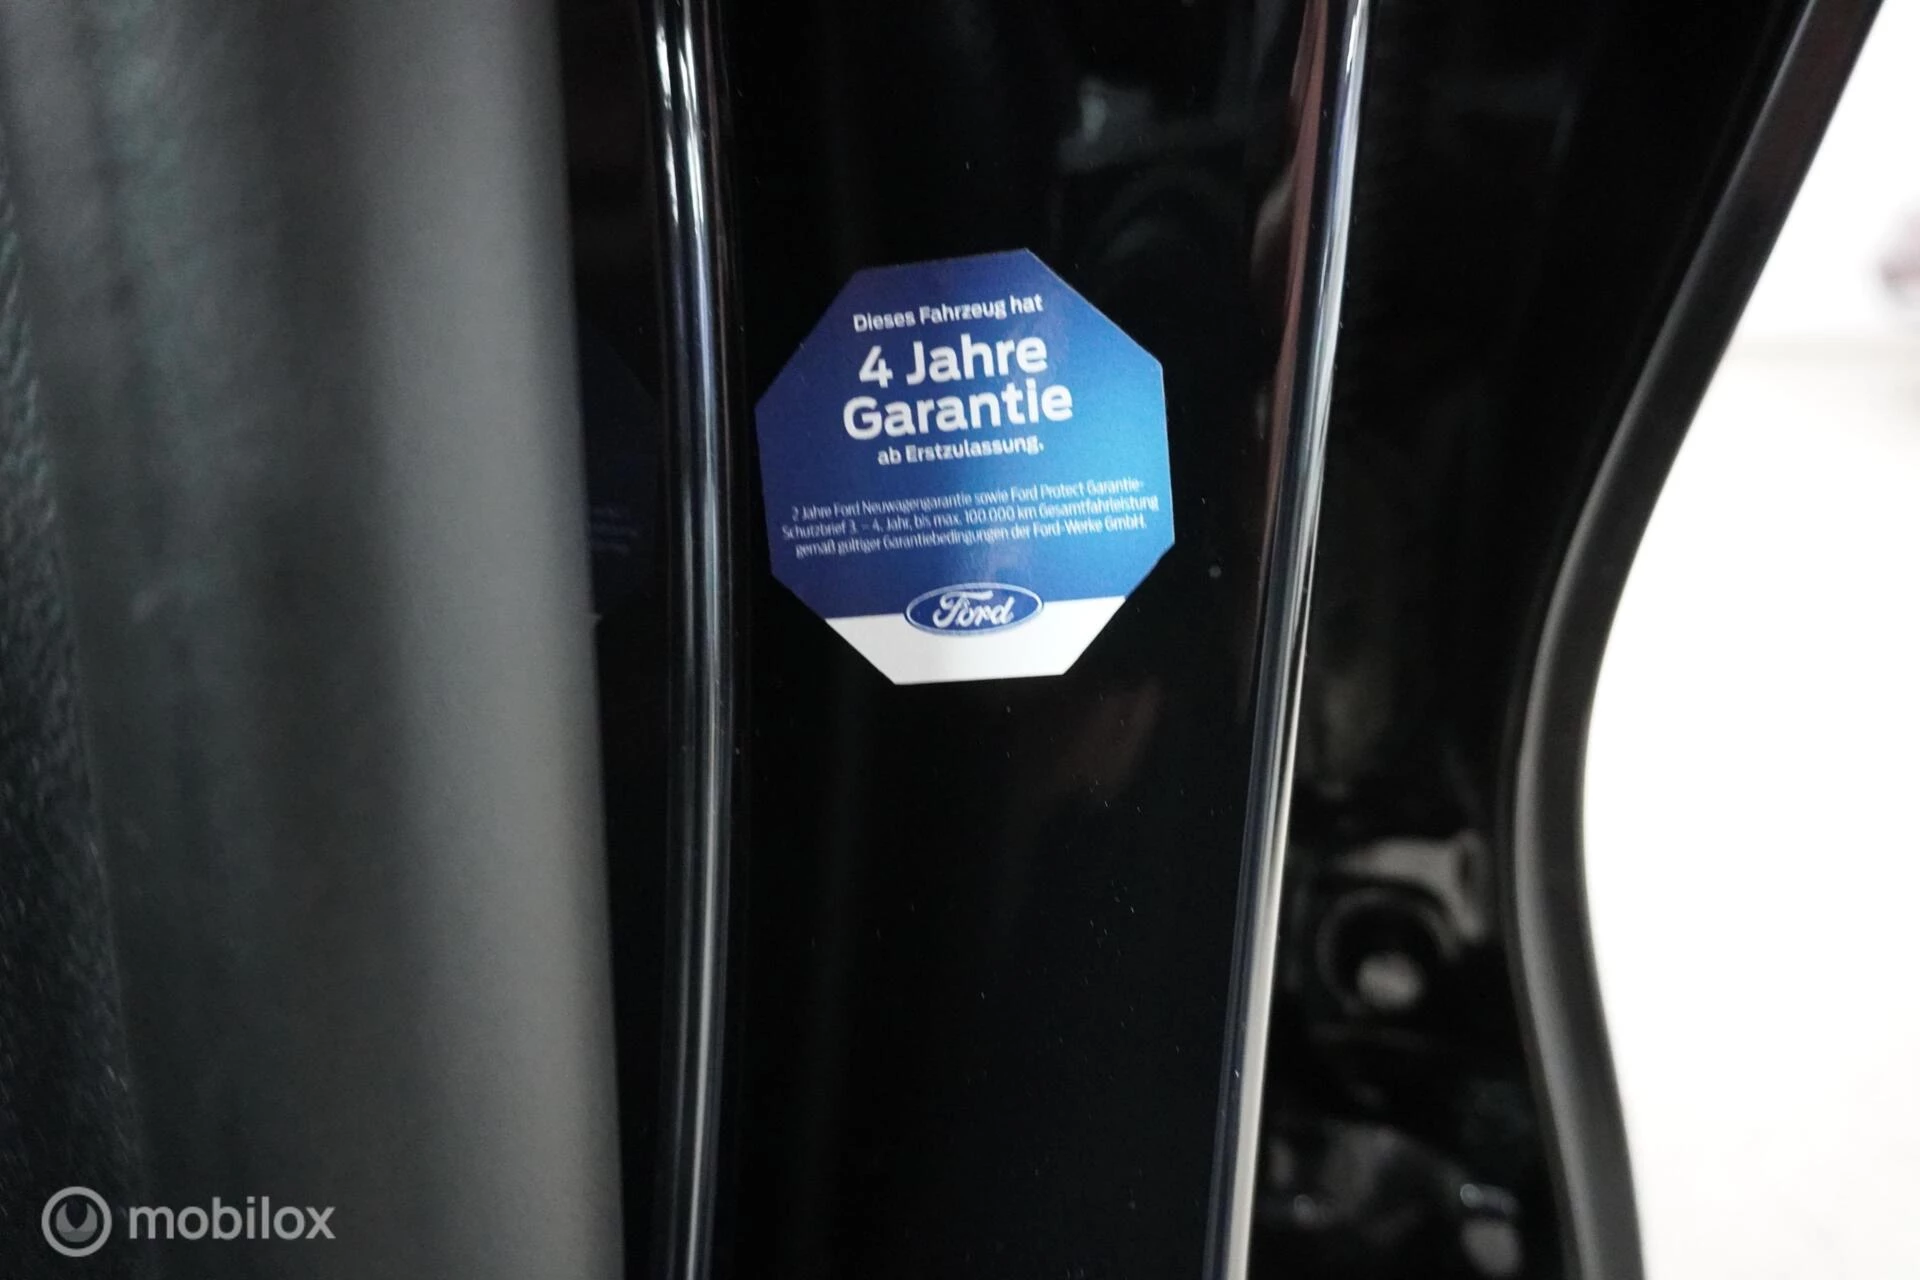 Dieses Fahrzeug hat
4 Jahre
Garantie
ab Erstzulassung.
2 Jahre Ford Neuwagengarantie sowie Ford Protect Garantie-
Schutzbrief 3. – 4. Jahr, bis max. 100.000 km Gesamtfahrleistung
gemäß gültiger Garantiebedingungen der Ford-Werke GmbH.
Ford
mobilox